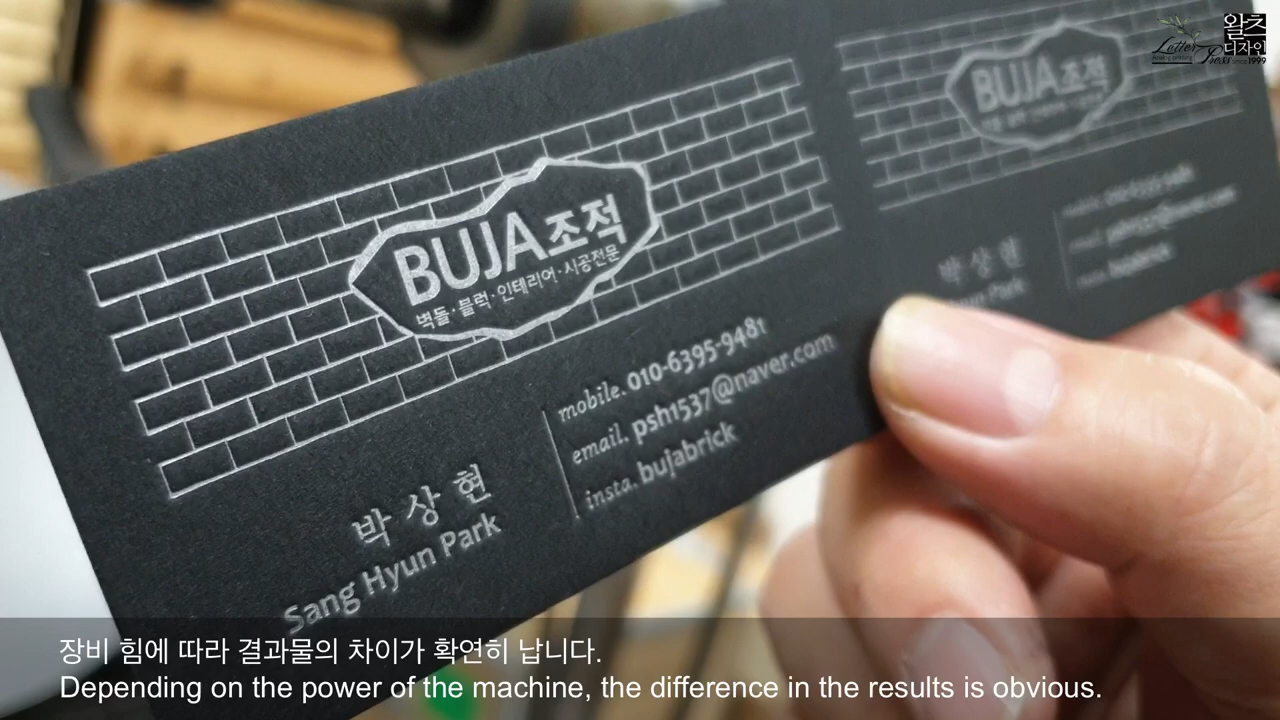 BUJA조적
벽돌·블럭·인테리어·시공전문
박상현
Sang Hyun Park
mobile. 010-6395-9481
email. psh1537@naver.com
insta. bujabrick
BUJA조적
박상현
Letter Press since 1999
왈츠
디자인
장비 힘에 따라 결과물의 차이가 확연히 납니다.
Depending on the power of the machine, the difference in the results is obvious.